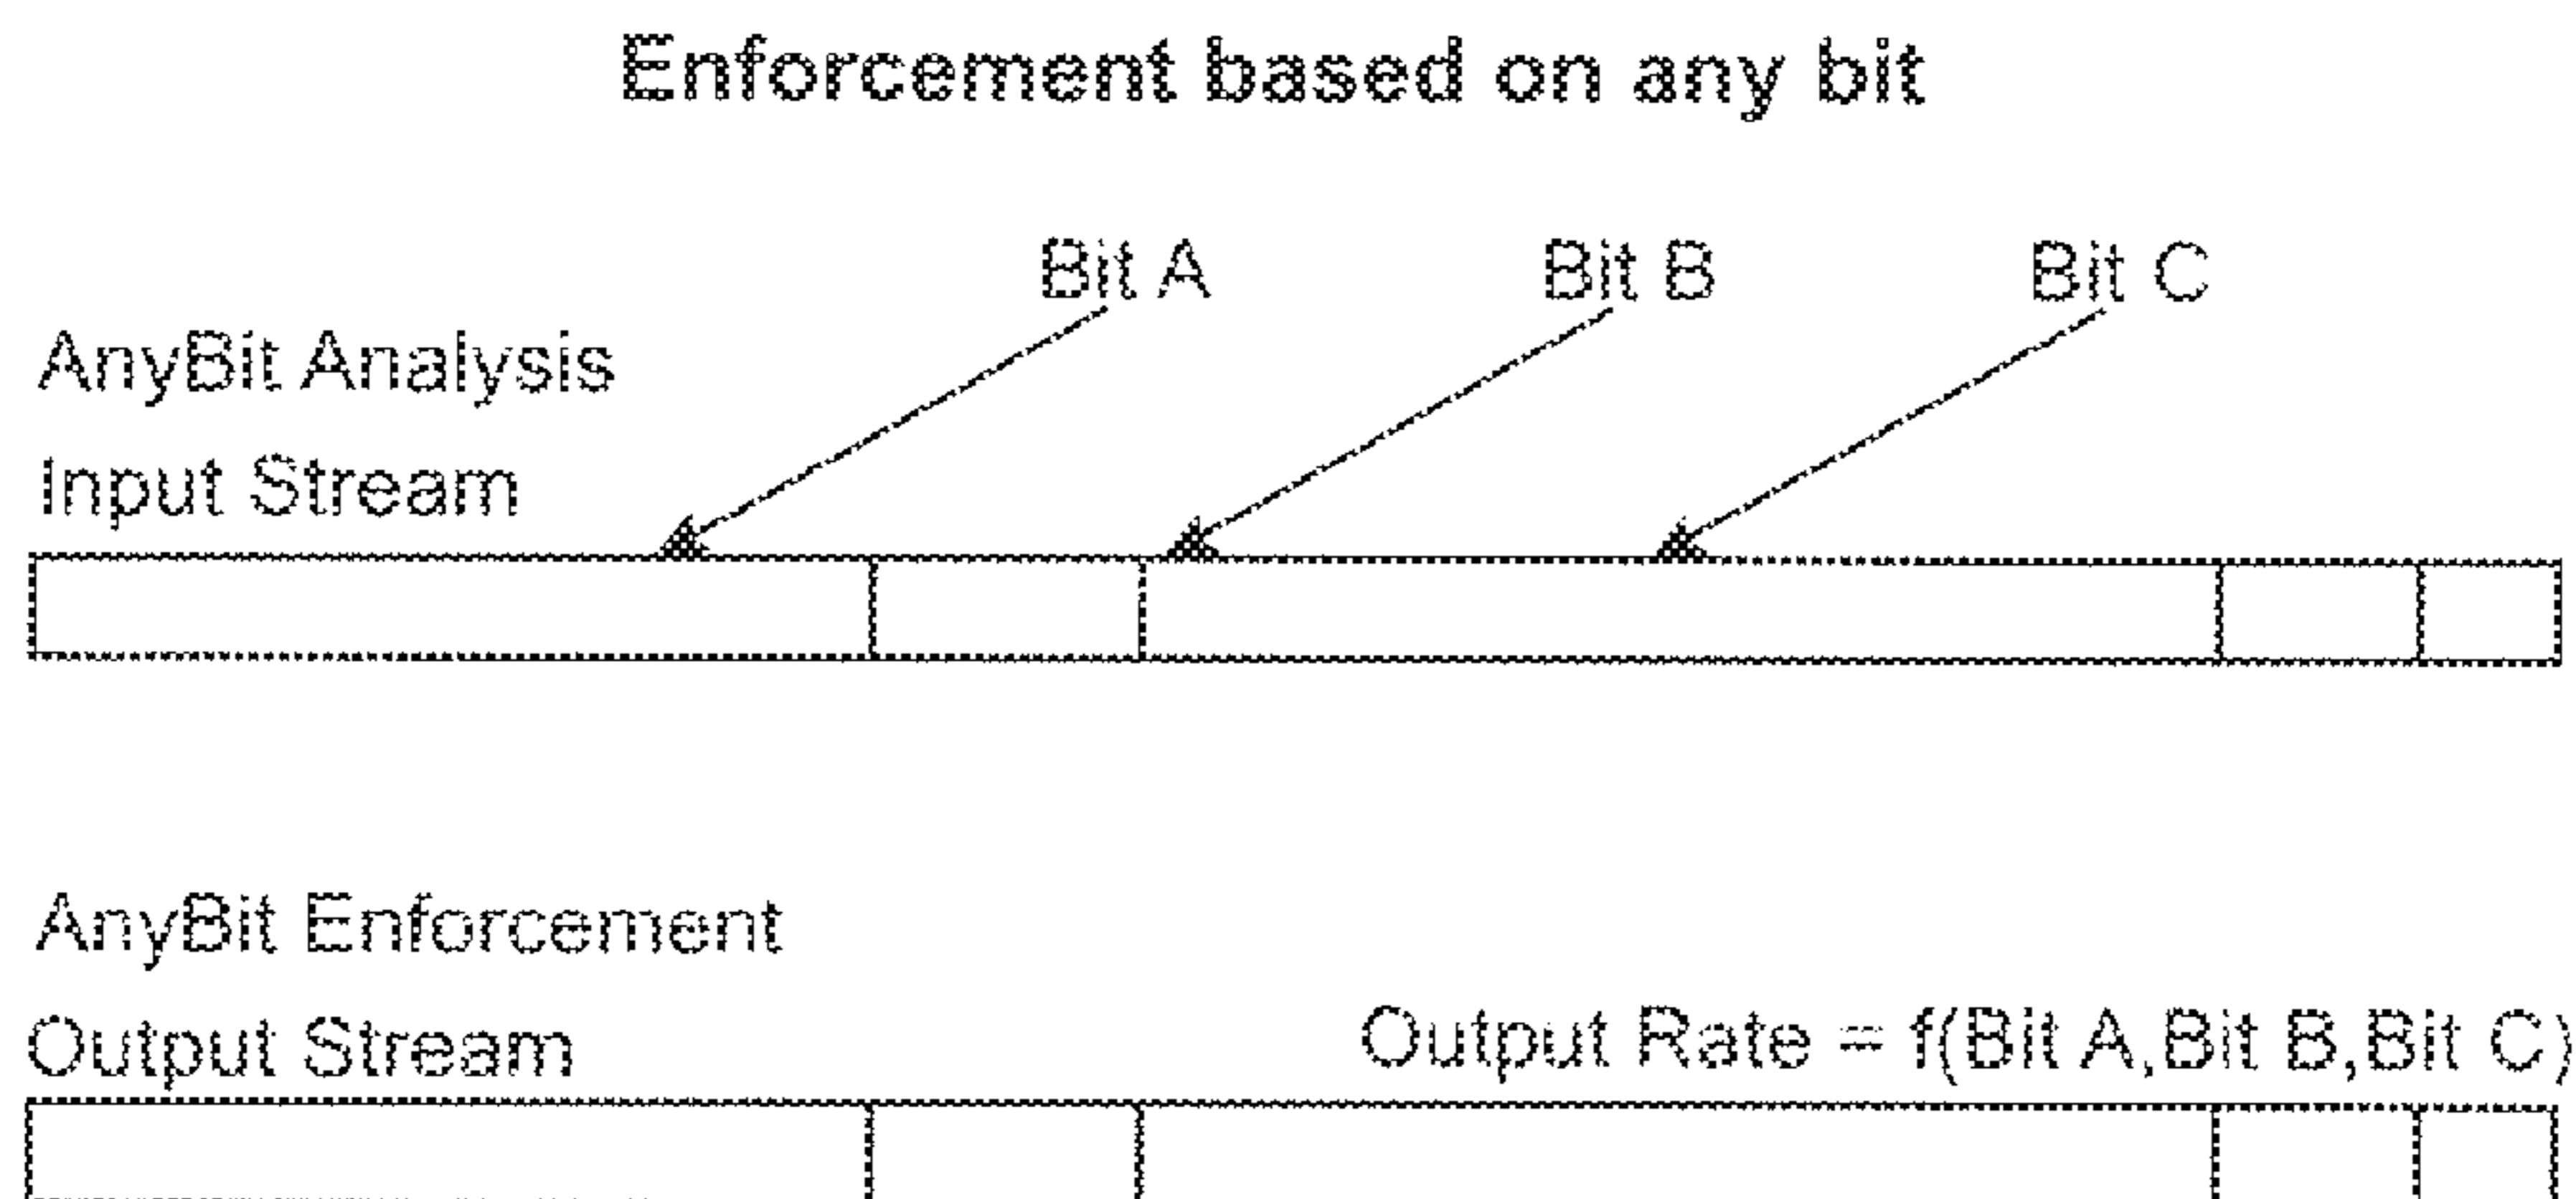 Enforcement based on any bit
Bit A
Bit B
Bit C
AnyBit Analysis
Input Stream
AnyBit Enforcement
Output Stream
Output Rate = f(Bit A,Bit B,Bit C)